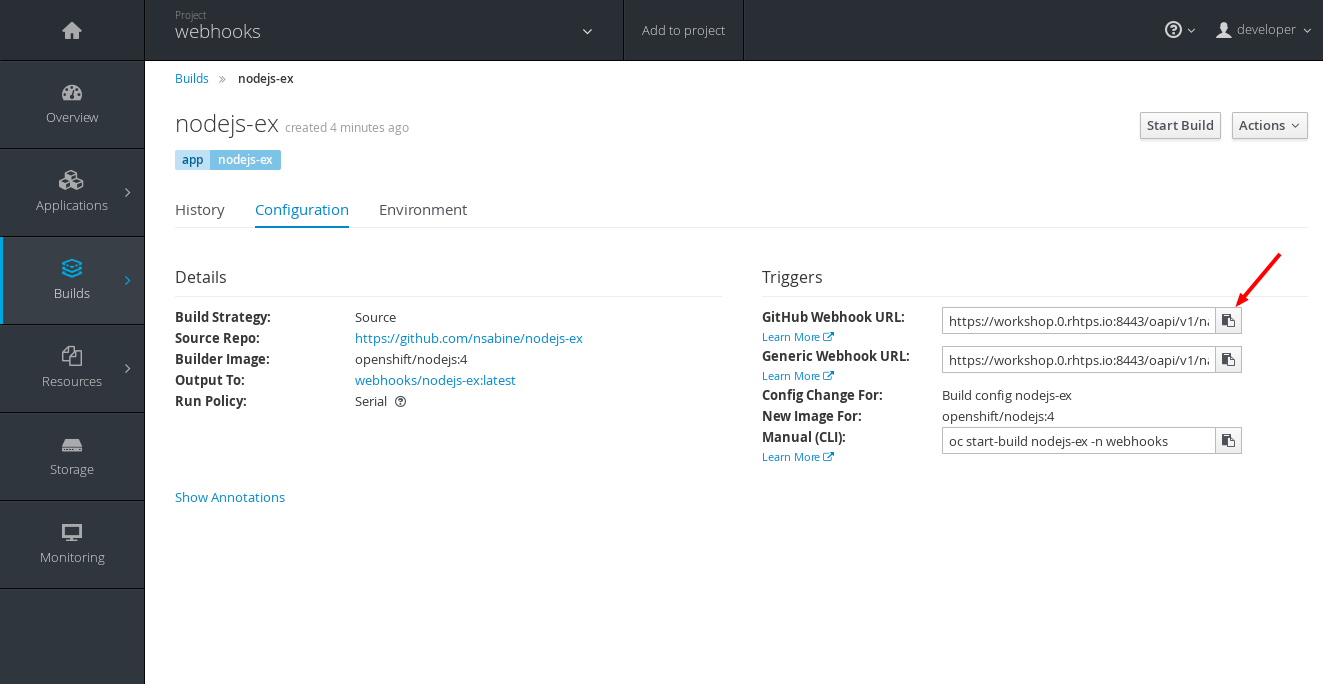 Project
webhooks
Add to project
developer
Overview
Applications
Builds
Resources
Storage
Monitoring
Builds » nodejs-ex
nodejs-ex created 4 minutes ago
Start Build
Actions
app nodejs-ex
History Configuration Environment
Details
Build Strategy: Source
Source Repo: https://github.com/nsabine/nodejs-ex
Builder Image: openshift/nodejs:4
Output To: webhooks/nodejs-ex:latest
Run Policy: Serial
Show Annotations
Triggers
GitHub Webhook URL: https://workshop.0.rhtps.io:8443/oapi/v1/na
Learn More
Generic Webhook URL: https://workshop.0.rhtps.io:8443/oapi/v1/na
Learn More
Config Change For: Build config nodejs-ex
New Image For: openshift/nodejs:4
Manual (CLI): oc start-build nodejs-ex -n webhooks
Learn More